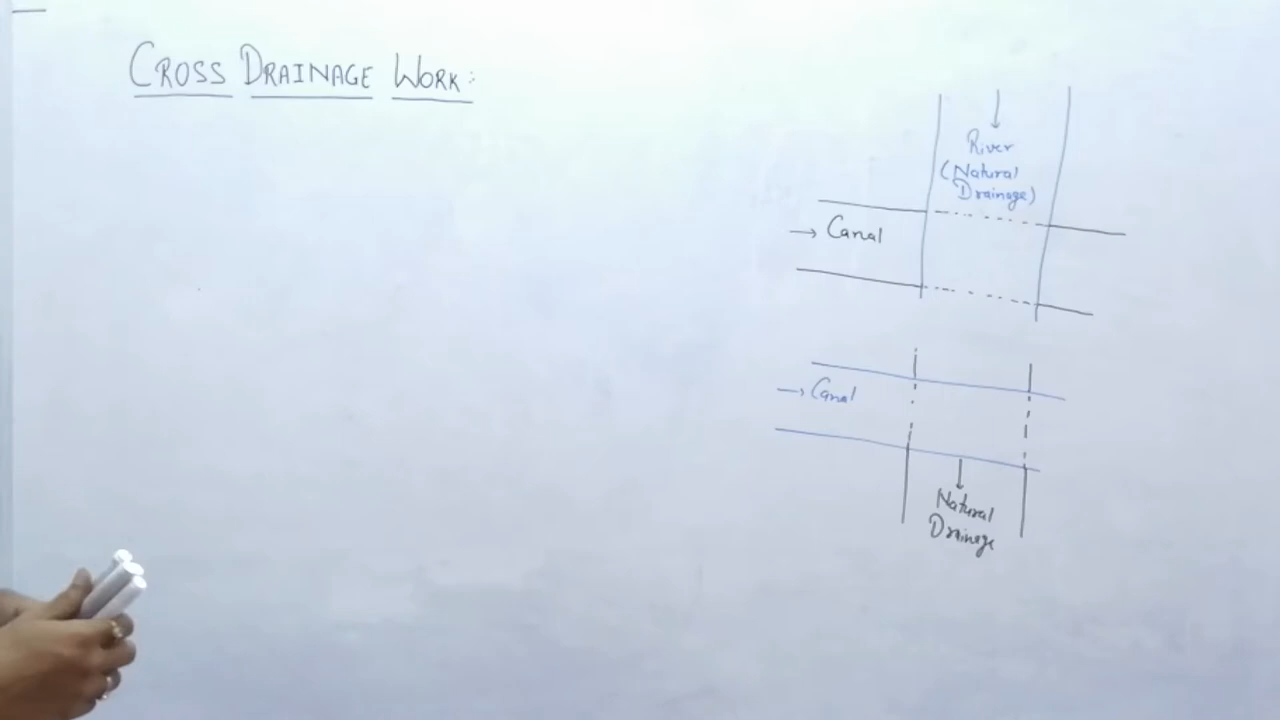 CROSS DRAINAGE WORK:
River
(Natural
Drainage)
→ Canal
→ Canal
Natural
Drainage